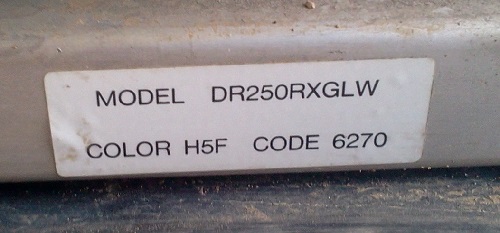 MODEL DR250RXGLW
COLOR H5F CODE 6270